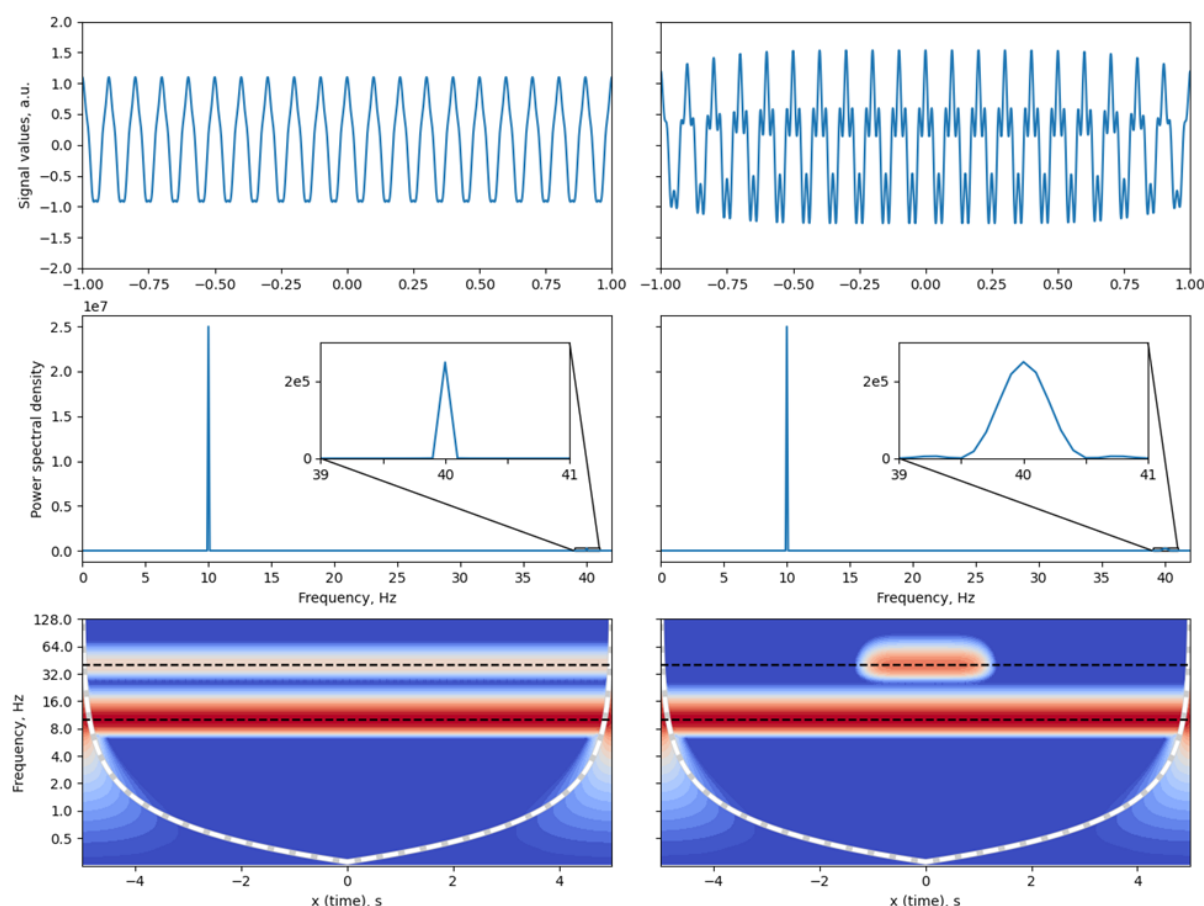 2.0
1.5
1.0
0.5
0.0
−0.5
−1.0
−1.5
−2.0
Signal values, a.u.
−1.00 −0.75 −0.50 −0.25 0.00 0.25 0.50 0.75 1.00
−1.00 −0.75 −0.50 −0.25 0.00 0.25 0.50 0.75 1.00
1e7
2.5
2.0
1.5
1.0
0.5
0.0
Power spectral density
2e5
0
39 40 41
0 5 10 15 20 25 30 35 40
Frequency, Hz
2e5
0
39 40 41
0 5 10 15 20 25 30 35 40
Frequency, Hz
128.0
64.0
32.0
16.0
8.0
4.0
2.0
1.0
0.5
Frequency, Hz
−4 −2 0 2 4
x (time), s
−4 −2 0 2 4
x (time), s